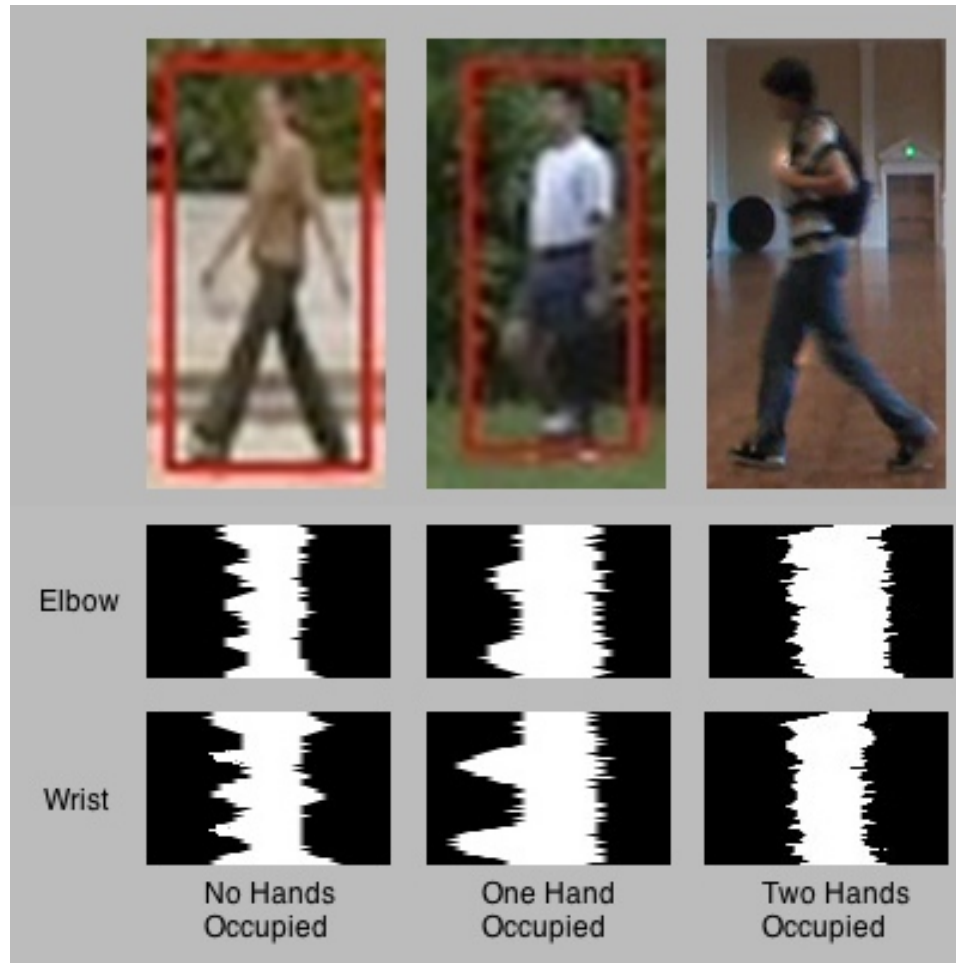 Elbow
Wrist
No Hands
Occupied
One Hand
Occupied
Two Hands
Occupied